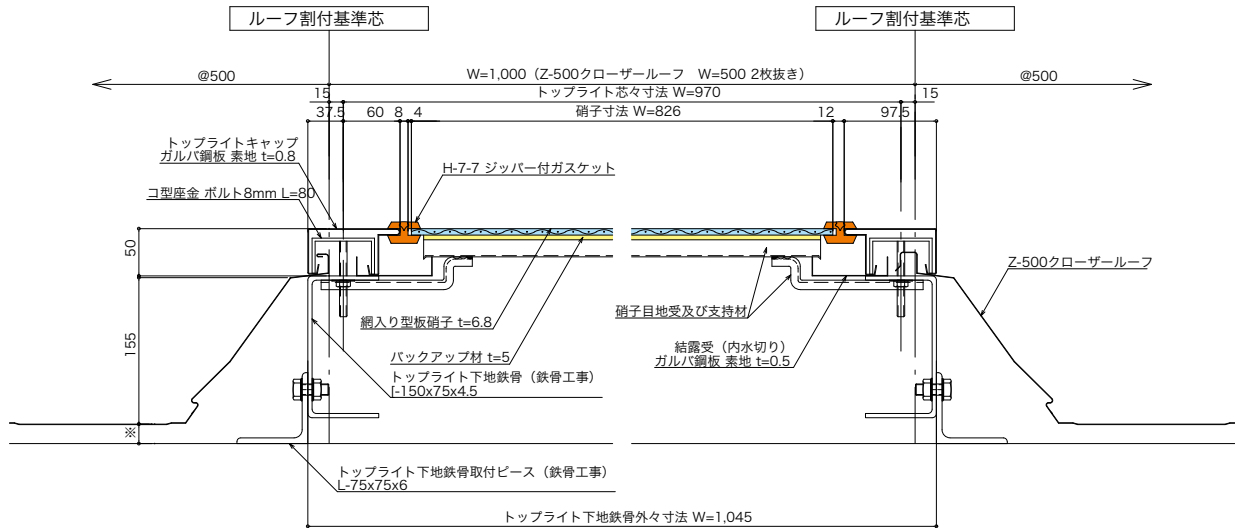 ルーフ割付基準芯
ルーフ割付基準芯
@500
W=1,000（Z-500クローザールーフ　W=500 2枚抜き）
@500
15
トップライト芯々寸法 W=970
15
37.5
60
8
4
硝子寸法 W=826
12
97.5
トップライトキャップ
ガルバ鋼板 素地 t=0.8
H-7-7 ジッパー付ガスケット
コ型座金 ボルト8mm L=80
50
Z-500クローザールーフ
硝子目地受及び支持材
網入り型板硝子 t=6.8
155
結露受（内水切り）
ガルバ鋼板 素地 t=0.5
バックアップ材 t=5
トップライト下地鉄骨（鉄骨工事）
[-150x75x4.5
※
トップライト下地鉄骨取付ピース（鉄骨工事）
L-75x75x6
トップライト下地鉄骨外々寸法 W=1,045